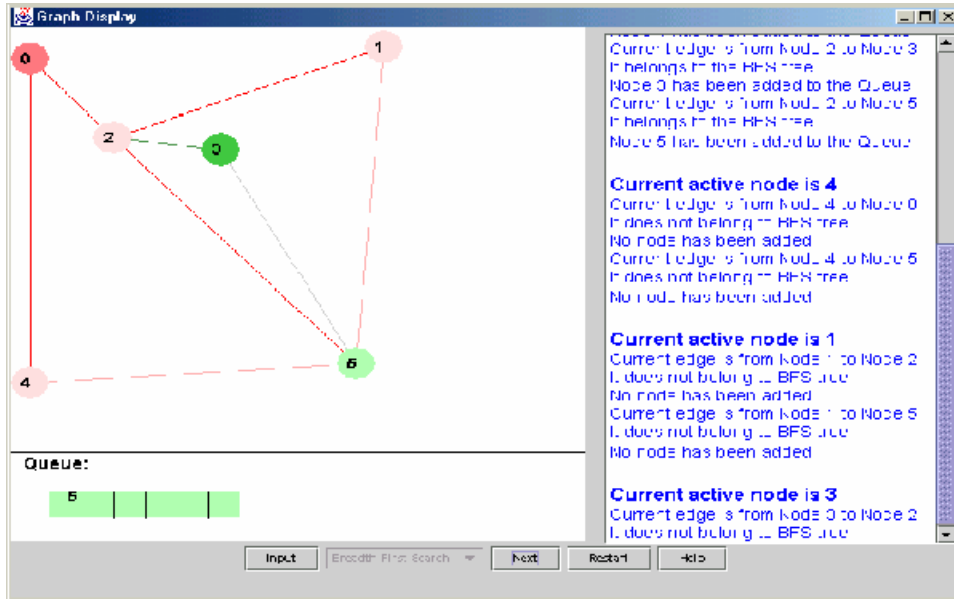 Graph Display
0
1
2
3
4
5
Queue:
5
has been added to the Queue
Current edge is from Node 2 to Node 3
It belongs to the BFS tree
Node 3 has been added to the Queue
Current edge is from Node 2 to Node 5
It belongs to the BFS tree
Node 5 has been added to the Queue
Current active node is 4
Current edge is from Node 4 to Node 0
It does not belong to BFS tree
No node has been added
Current edge is from Node 4 to Node 5
It does not belong to BFS tree
No node has been added
Current active node is 1
Current edge is from Node 1 to Node 2
It does not belong to BFS tree
No node has been added
Current edge is from Node 1 to Node 5
It does not belong to BFS tree
No node has been added
Current active node is 3
Current edge is from Node 3 to Node 2
It does not belong to BFS tree
Input
Breadth First Search
Next
Restart
Help